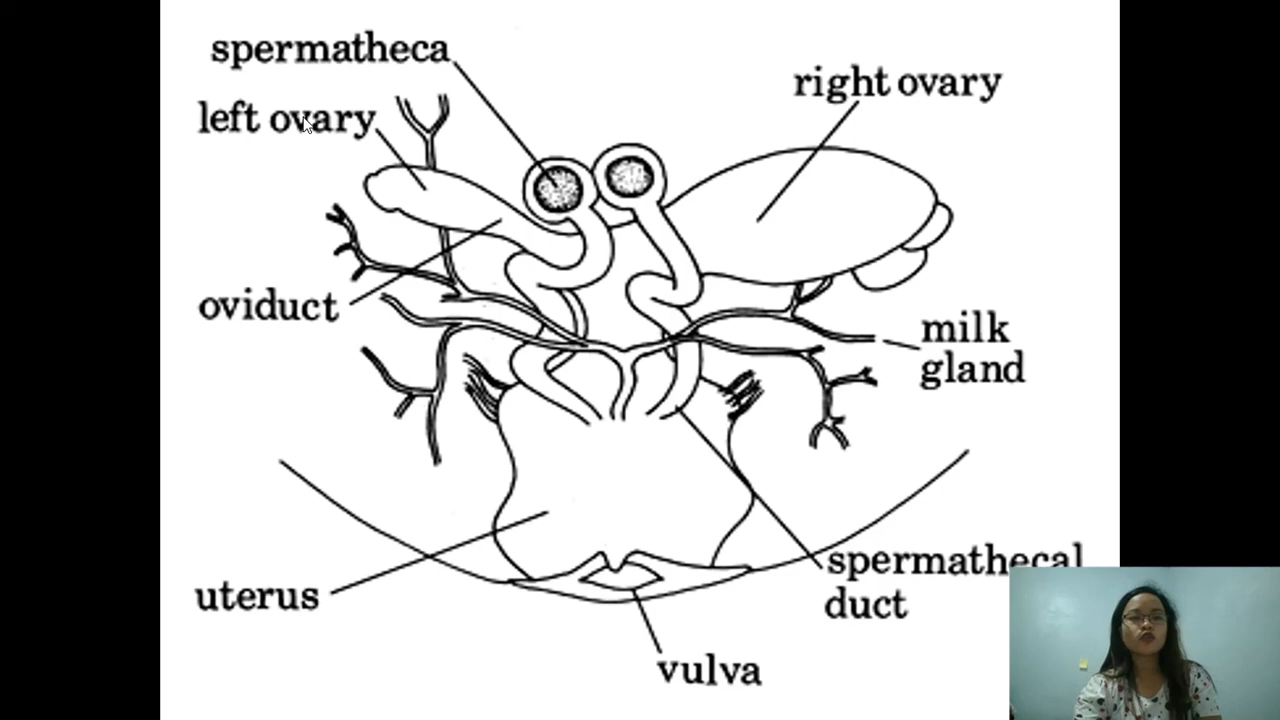 spermatheca
right ovary
left ovary
oviduct
milk
gland
spermathecal
duct
uterus
vulva